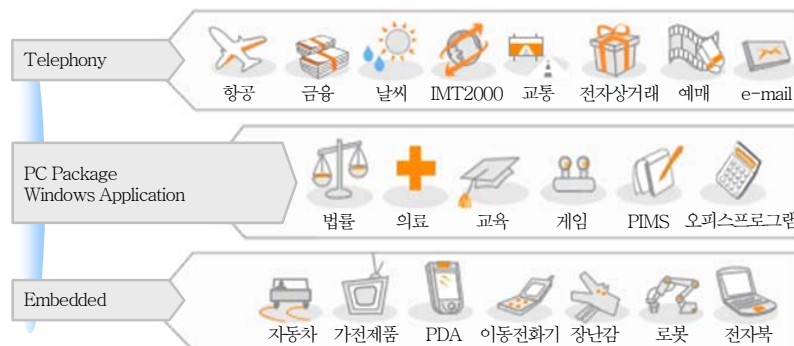 Telephony
항공 금융 날씨 IMT2000 교통 전자상거래 예매 e-mail
PC Package
Windows Application
법률 의료 교육 게임 PIMS 오피스프로그램
Embedded
자동차 가전제품 PDA 이동전화기 장난감 로봇 전자북